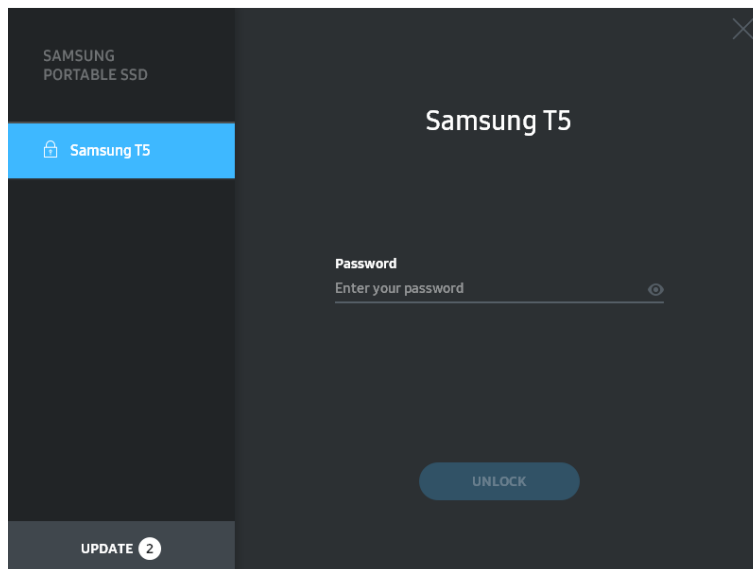 SAMSUNG
PORTABLE SSD
Samsung T5
Samsung T5
Password
Enter your password
UNLOCK
UPDATE 2